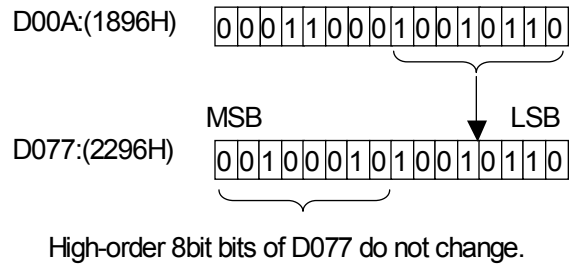 D00A:(1896H) 0001100010010110
MSB LSB
D077:(2296H) 0010001010010110
High-order 8bit bits of D077 do not change.